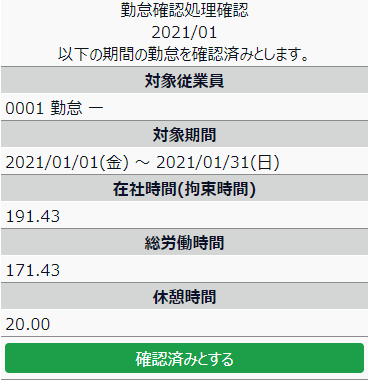 勤怠確認処理確認
2021/01
以下の期間の勤怠を確認済みとします。
対象従業員
0001 勤怠 一
対象期間
2021/01/01(金) ～ 2021/01/31(日)
在社時間(拘束時間)
191.43
総労働時間
171.43
休憩時間
20.00
確認済みとする